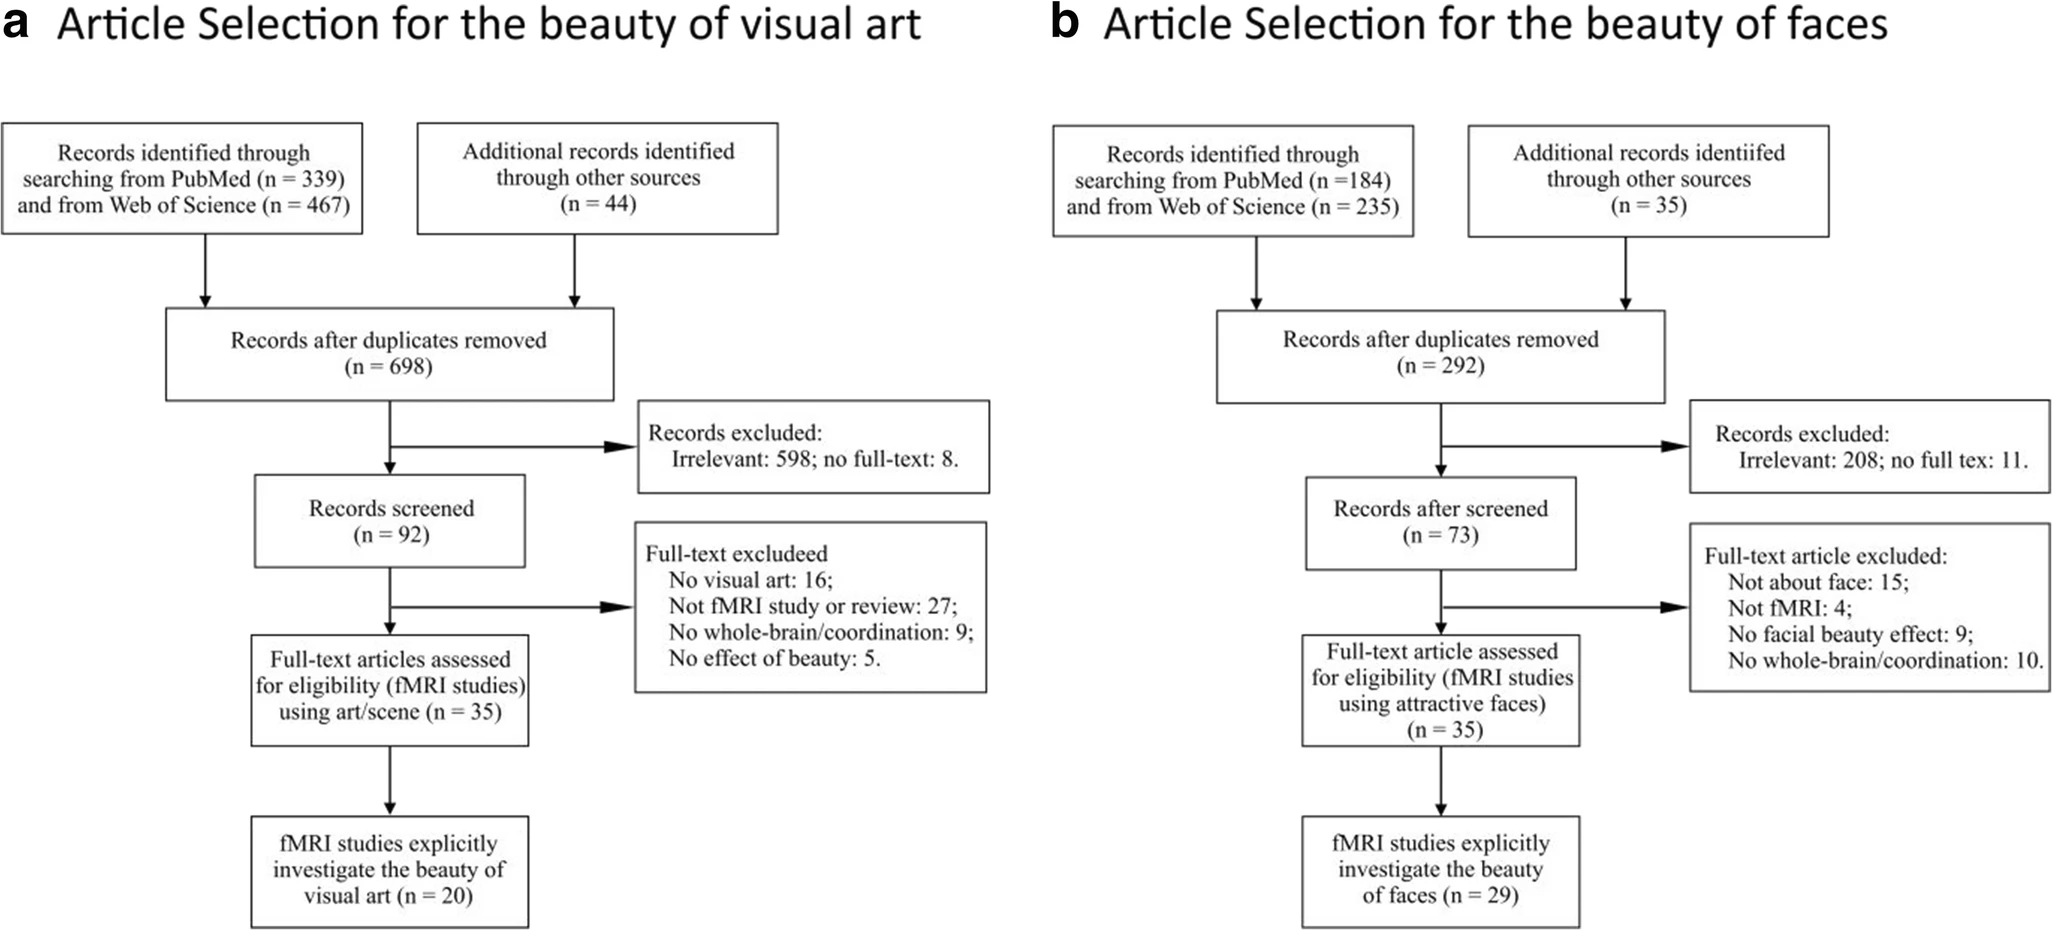 a Article Selection for the beauty of visual art
Records identified through
searching from PubMed (n = 339)
and from Web of Science (n = 467)
Additional records identified
through other sources
(n = 44)
Records after duplicates removed
(n = 698)
Records excluded:
Irrelevant: 598; no full-text: 8.
Records screened
(n = 92)
Full-text excludeed
No visual art: 16;
Not fMRI study or review: 27;
No whole-brain/coordination: 9;
No effect of beauty: 5.
Full-text articles assessed
for eligibility (fMRI studies)
using art/scene (n = 35)
fMRI studies explicitly
investigate the beauty of
visual art (n = 20)
b Article Selection for the beauty of faces
Records identified through
searching from PubMed (n =184)
and from Web of Science (n = 235)
Additional records identiifed
through other sources
(n = 35)
Records after duplicates removed
(n = 292)
Records excluded:
Irrelevant: 208; no full tex: 11.
Records after screened
(n = 73)
Full-text article excluded:
Not about face: 15;
Not fMRI: 4;
No facial beauty effect: 9;
No whole-brain/coordination: 10.
Full-text article assessed
for eligibility (fMRI studies
using attractive faces)
(n = 35)
fMRI studies explicitly
investigate the beauty
of faces (n = 29)